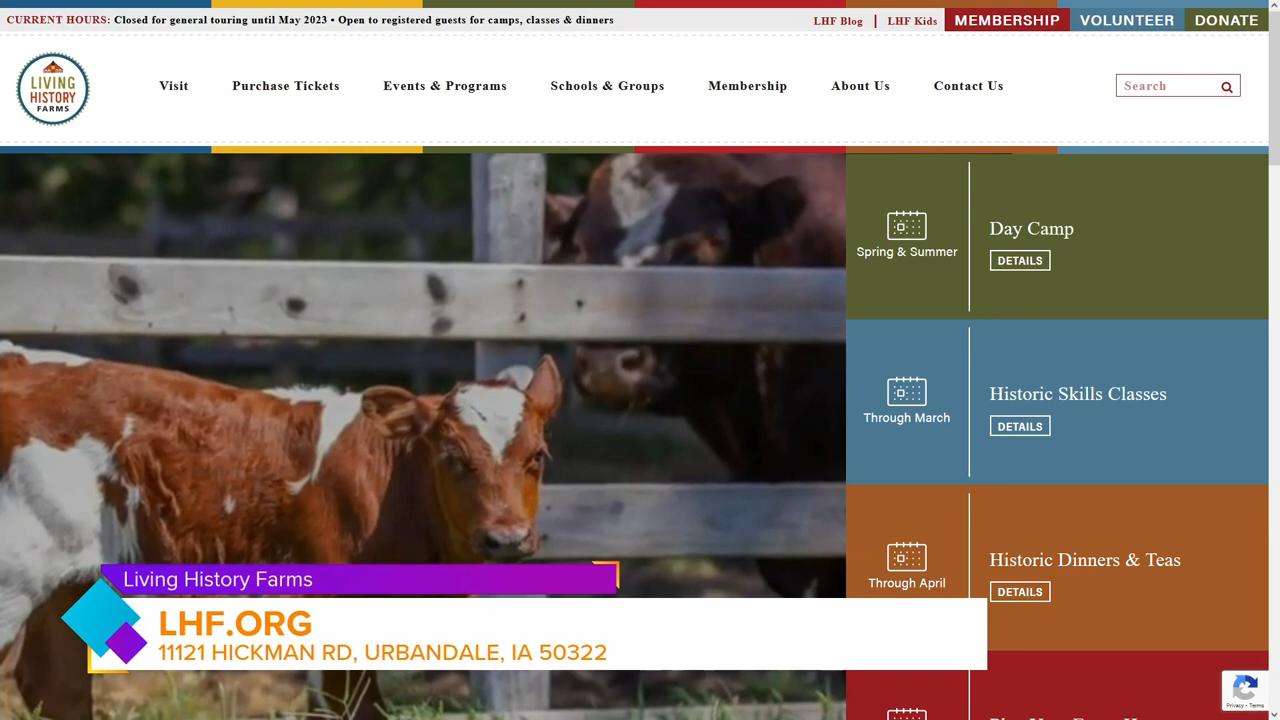 CURRENT HOURS: Closed for general touring until May 2023 • Open to registered guests for camps, classes & dinners
LHF Blog | LHF Kids
MEMBERSHIP
VOLUNTEER
DONATE
LIVING
HISTORY
FARMS
Visit
Purchase Tickets
Events & Programs
Schools & Groups
Membership
About Us
Contact Us
Search
Spring & Summer
Day Camp
DETAILS
Through March
Historic Skills Classes
DETAILS
Through April
Historic Dinners & Teas
DETAILS
Living History Farms
LHF.ORG
11121 HICKMAN RD, URBANDALE, IA 50322
Privacy - Terms